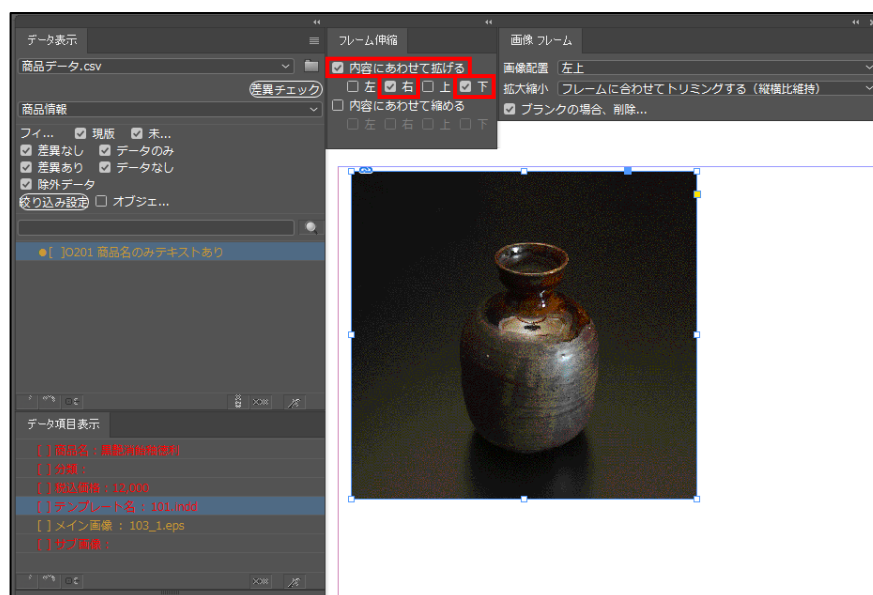 データ表示
商品データ.csv
差異チェック
商品情報
フィ... 現版 未...
差異なし データのみ
差異あり データなし
除外データ
絞り込み設定 オブジェ...
●[ ]O201 商品名のみテキストあり
データ項目表示
[ ] 商品名：
[ ] 分類：
[ ] 税込価格：12,000
[ ] テンプレート名： 101.indd
[ ] メイン画像 ： 103_1.eps
[ ] サブ画像：
フレーム伸縮
内容にあわせて拡げる
左 右 上 下
内容にあわせて縮める
左 右 上 下
画像 フレーム
画像配置 左上
拡大縮小 フレームに合わせてトリミングする（縦横比維持）
ブランクの場合、削除...